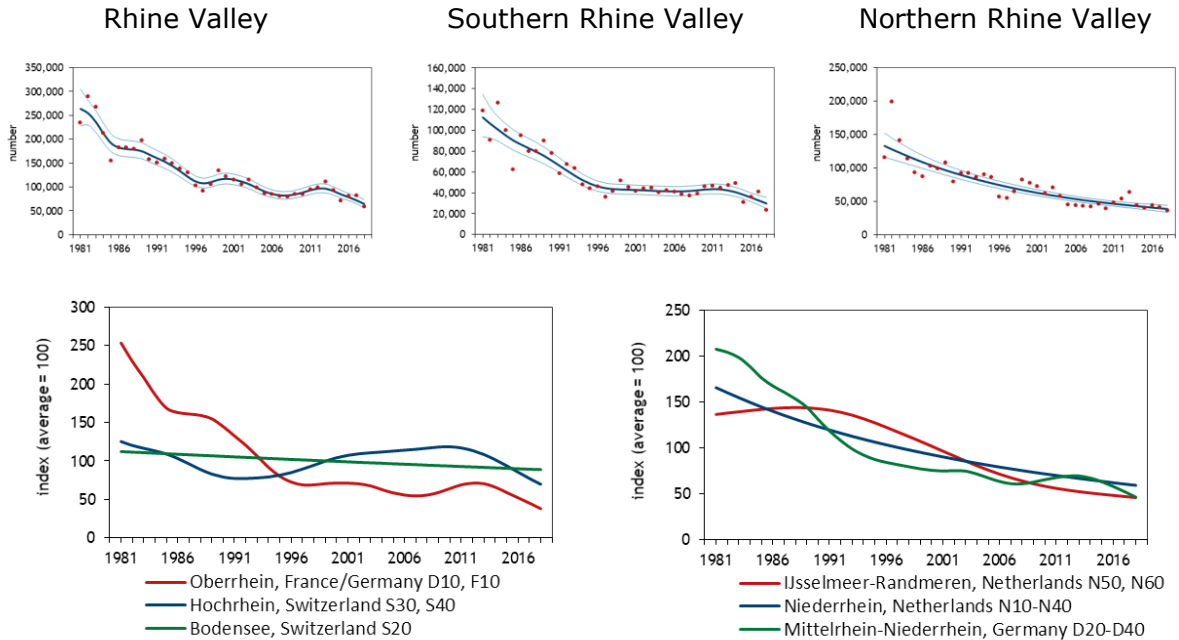 Rhine Valley
Southern Rhine Valley
Northern Rhine Valley
350,000
300,000
250,000
200,000
150,000
100,000
50,000
0
number
1981 1986 1991 1996 2001 2006 2011 2016
160,000
140,000
120,000
100,000
80,000
60,000
40,000
20,000
0
number
1981 1986 1991 1996 2001 2006 2011 2016
250,000
200,000
150,000
100,000
50,000
0
number
1981 1986 1991 1996 2001 2006 2011 2016
300
250
200
150
100
50
0
index (average = 100)
1981 1986 1991 1996 2001 2006 2011 2016
Oberrhein, France/Germany D10, F10
Hochrhein, Switzerland S30, S40
Bodensee, Switzerland S20
250
200
150
100
50
0
index (average = 100)
1981 1986 1991 1996 2001 2006 2011 2016
IJsselmeer-Randmeren, Netherlands N50, N60
Niederrhein, Netherlands N10-N40
Mittelrhein-Niederrhein, Germany D20-D40